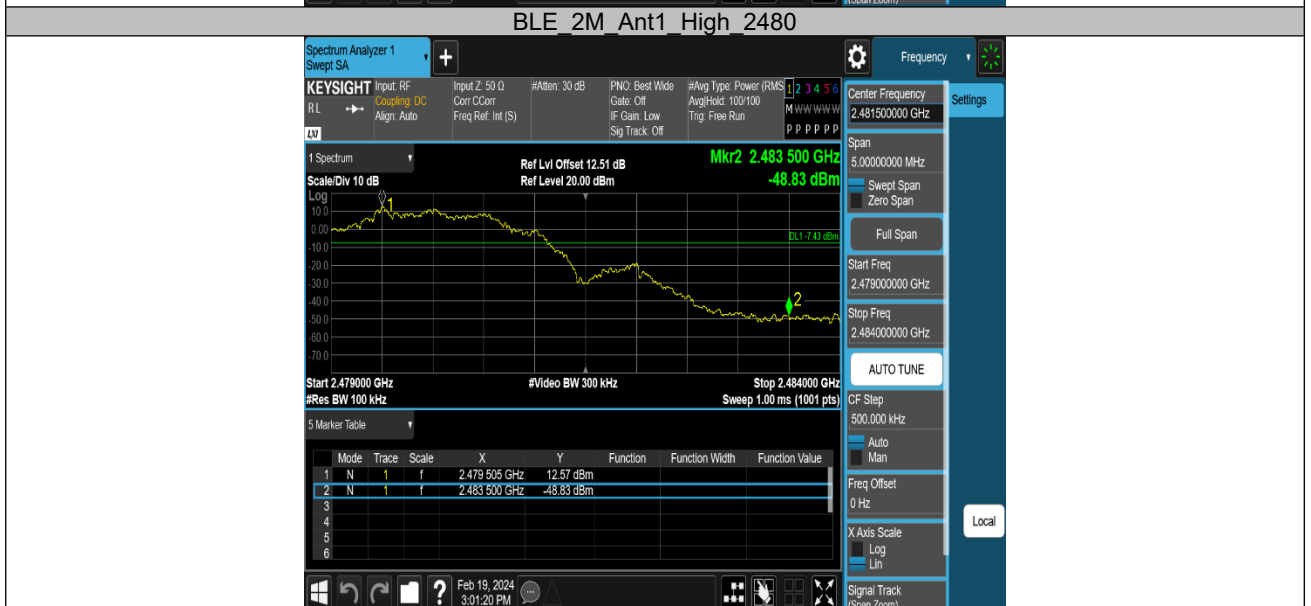 (Span Zoom)
BLE_2M_Ant1_High_2480
Spectrum Analyzer 1
Swept SA
+
Frequency
KEYSIGHT
RL
LXI
Input: RF
Coupling: DC
Align: Auto
Input Z: 50 Ω
Corr CCorr
Freq Ref: Int (S)
#Atten: 30 dB
PNO: Best Wide
Gate: Off
IF Gain: Low
Sig Track: Off
#Avg Type: Power (RMS
Avg|Hold: 100/100
Trig: Free Run
1 2 3 4 5 6
M W W W W W
P P P P P P
Center Frequency
2.481500000 GHz
Settings
Span
5.00000000 MHz
Swept Span
Zero Span
Full Span
Start Freq
2.479000000 GHz
Stop Freq
2.484000000 GHz
AUTO TUNE
CF Step
500.000 kHz
Auto
Man
Freq Offset
0 Hz
X Axis Scale
Log
Lin
Signal Track
(Span Zoom)
Local
1 Spectrum
Scale/Div 10 dB
Log
Ref Lvl Offset 12.51 dB
Ref Level 20.00 dBm
Mkr2 2.483 500 GHz
-48.83 dBm
10.0
0.00
-10.0
-20.0
-30.0
-40.0
-50.0
-60.0
-70.0
1
DL1 -7.43 dBm
2
Start 2.479000 GHz
#Res BW 100 kHz
#Video BW 300 kHz
Stop 2.484000 GHz
Sweep 1.00 ms (1001 pts)
5 Marker Table
Mode Trace Scale X Y Function Function Width Function Value
1 N 1 f 2.479 505 GHz 12.57 dBm
2 N 1 f 2.483 500 GHz -48.83 dBm
3
4
5
6
?
Feb 19, 2024
3:01:20 PM